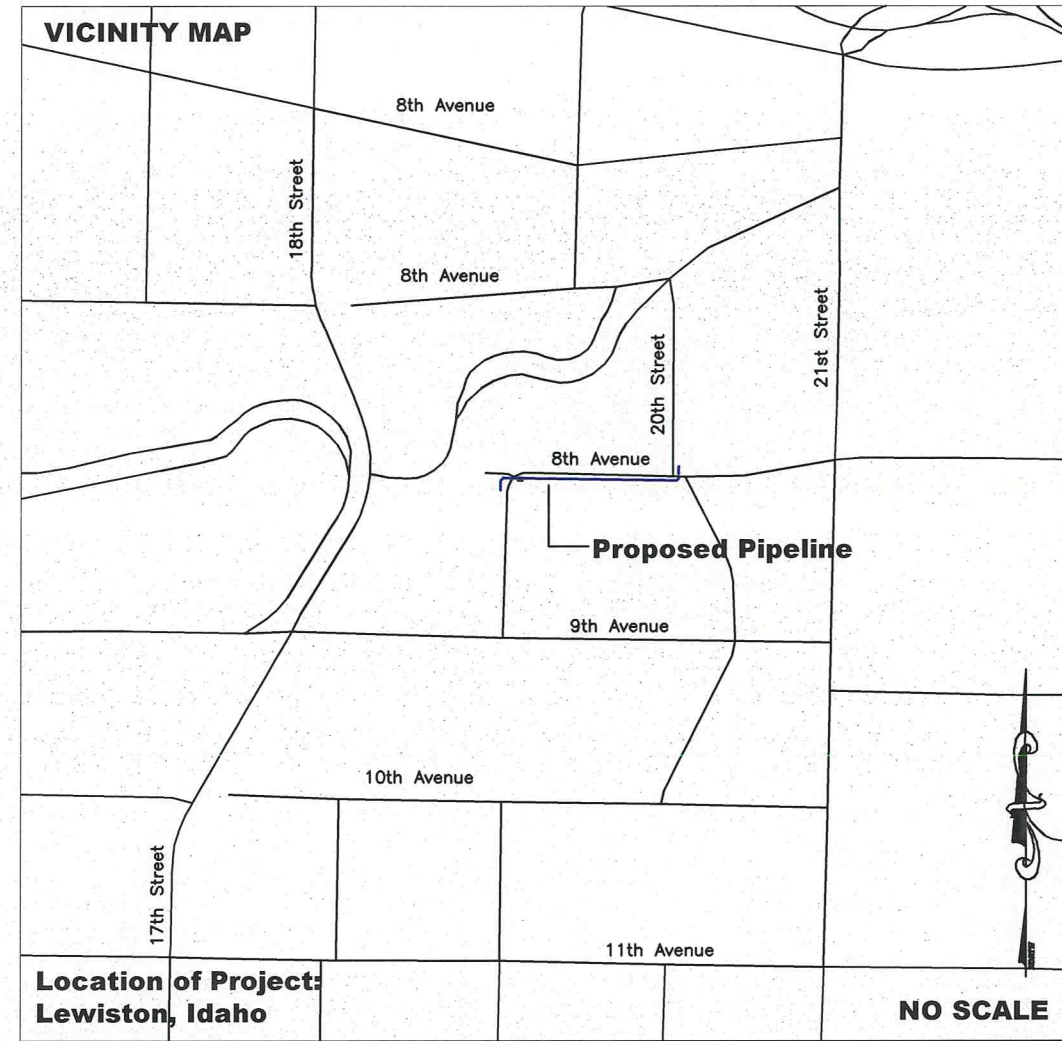 VICINITY MAP
8th Avenue
18th Street
8th Avenue
21st Street
20th Street
8th Avenue
Proposed Pipeline
9th Avenue
10th Avenue
17th Street
11th Avenue
Location of Project:
Lewiston, Idaho
NO SCALE
NORTH